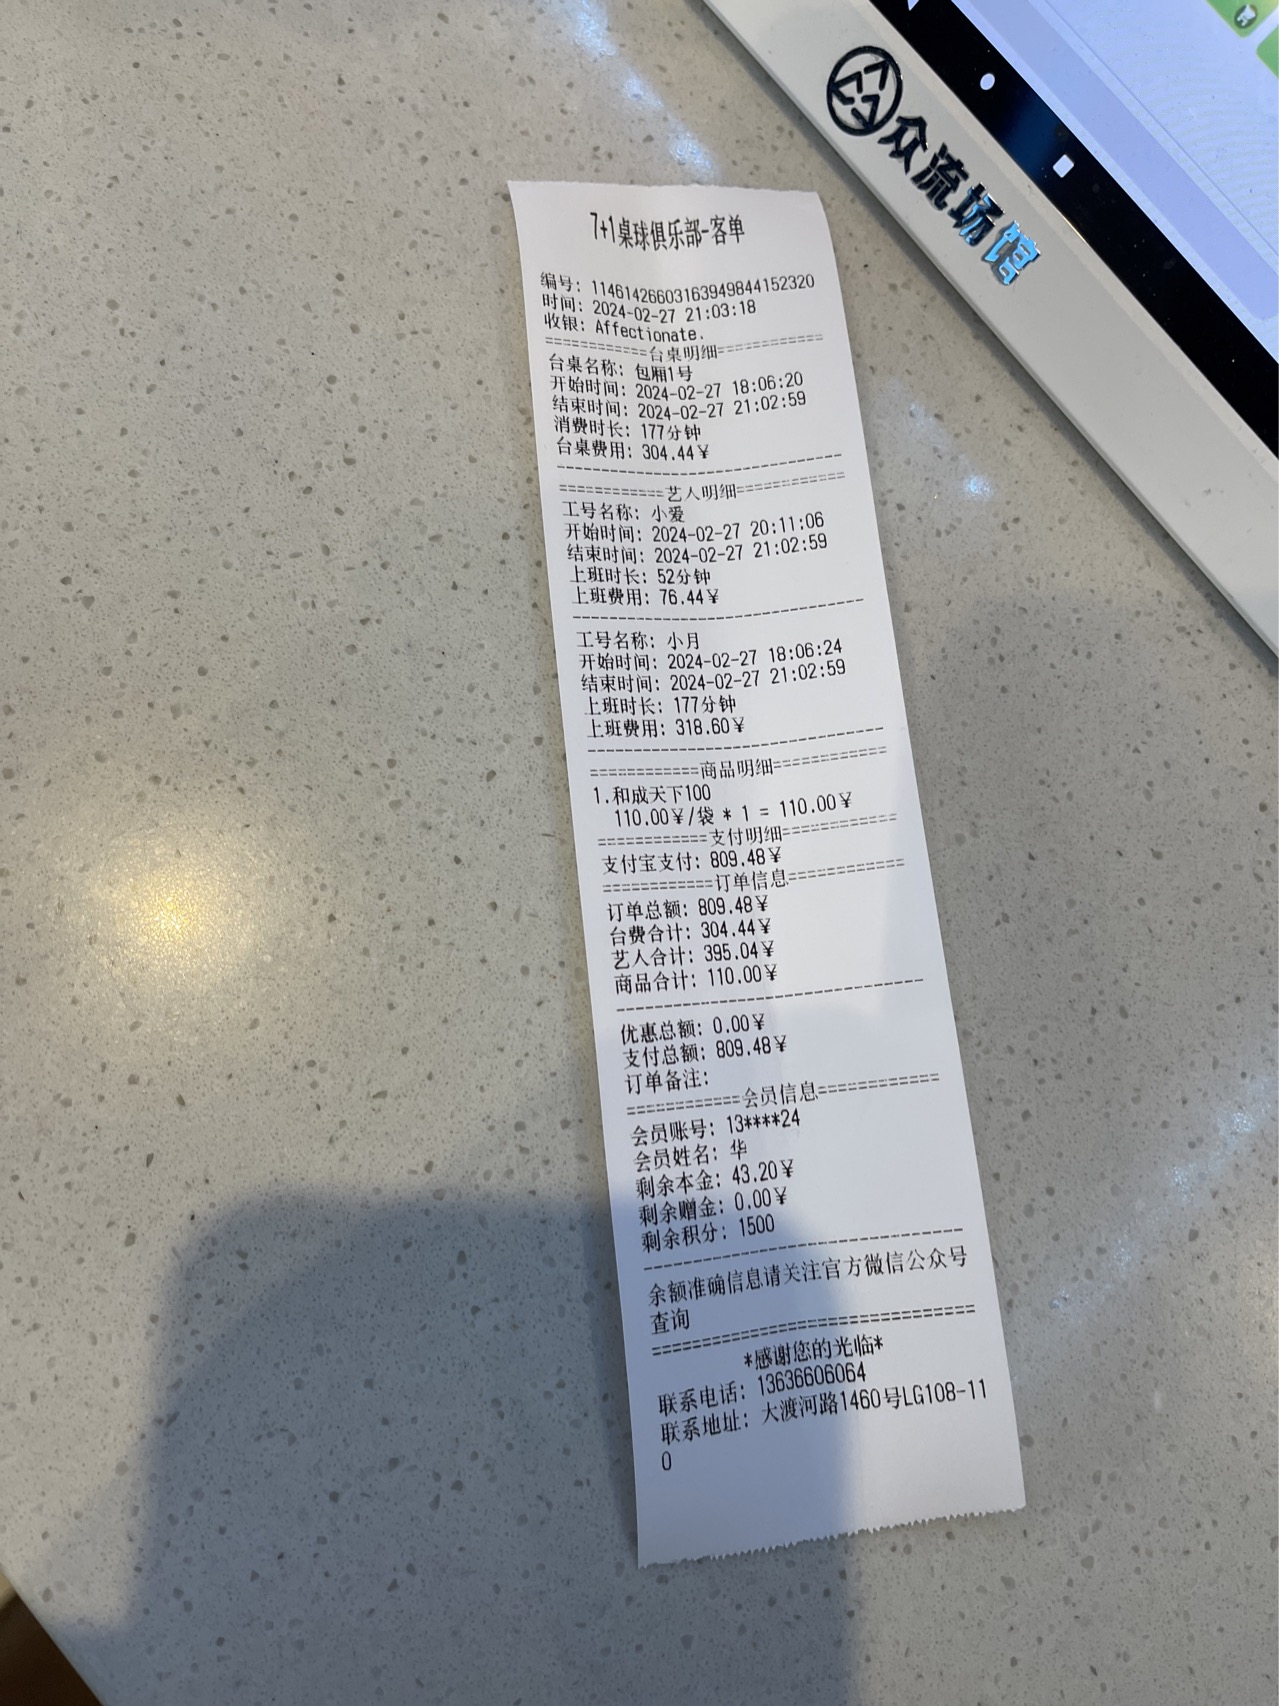 众流场馆
7+1桌球俱乐部-客单
编号: 11461426603163949844152320
时间: 2024-02-27 21:03:18
收银: Affectionate.
============台桌明细============
台桌名称: 包厢1号
开始时间: 2024-02-27 18:06:20
结束时间: 2024-02-27 21:02:59
消费时长: 177分钟
台桌费用: 304.44¥
--------------------------------
============艺人明细============
工号名称: 小爱
开始时间: 2024-02-27 20:11:06
结束时间: 2024-02-27 21:02:59
上班时长: 52分钟
上班费用: 76.44¥
--------------------------------
工号名称: 小月
开始时间: 2024-02-27 18:06:24
结束时间: 2024-02-27 21:02:59
上班时长: 177分钟
上班费用: 318.60¥
--------------------------------
============商品明细============
1.和成天下100
110.00¥/袋 * 1 = 110.00¥
============支付明细============
支付宝支付: 809.48¥
============订单信息============
订单总额: 809.48¥
台费合计: 304.44¥
艺人合计: 395.04¥
商品合计: 110.00¥
--------------------------------
优惠总额: 0.00¥
支付总额: 809.48¥
订单备注:
============会员信息============
会员账号: 13****24
会员姓名: 华
剩余本金: 43.20¥
剩余赠金: 0.00¥
剩余积分: 1500
--------------------------------
余额准确信息请关注官方微信公众号
查询
================================
*感谢您的光临*
联系电话: 13636606064
联系地址: 大渡河路1460号LG108-11
0